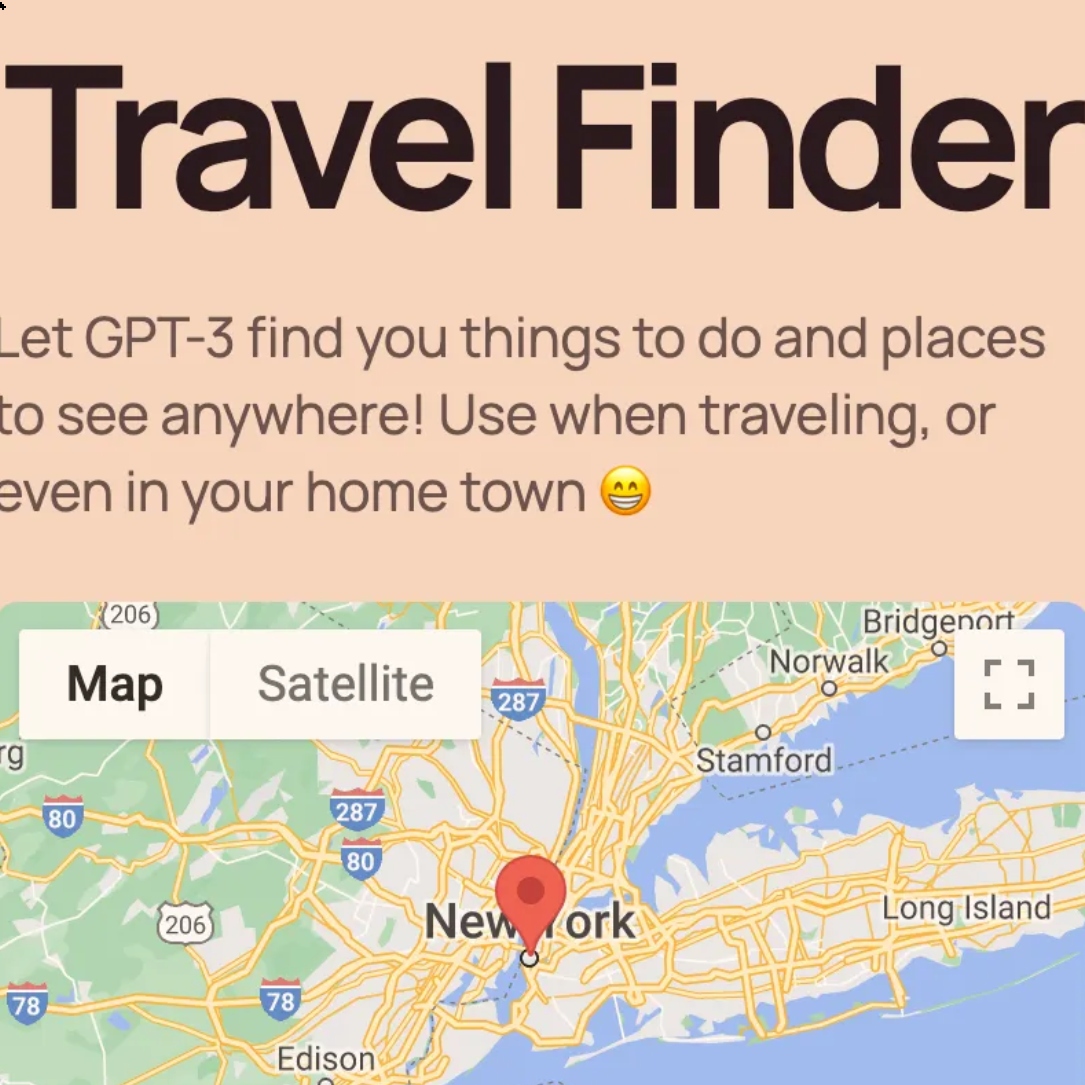 Travel Finder
Let GPT-3 find you things to do and places
to see anywhere! Use when traveling, or
even in your home town 😁
206
Bridgeport
Map
Satellite
Norwalk
287
Stamford
rg
80
287
80
New York
Long Island
206
78
78
Edison